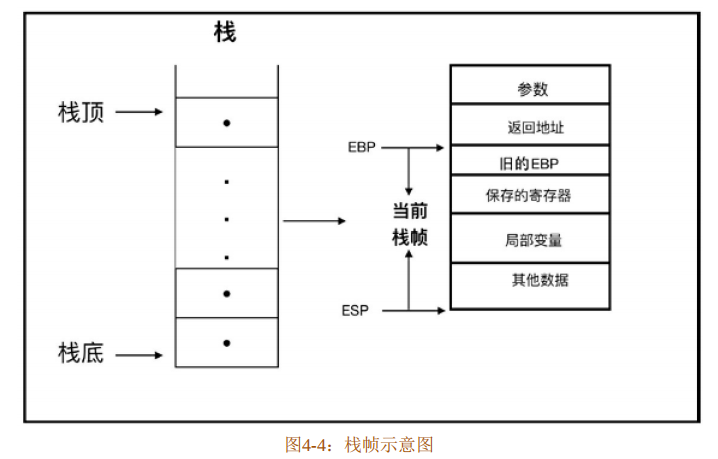 栈
栈顶
栈底
EBP
当前
栈帧
ESP
参数
返回地址
旧的EBP
保存的寄存器
局部变量
其他数据
图4-4：栈帧示意图